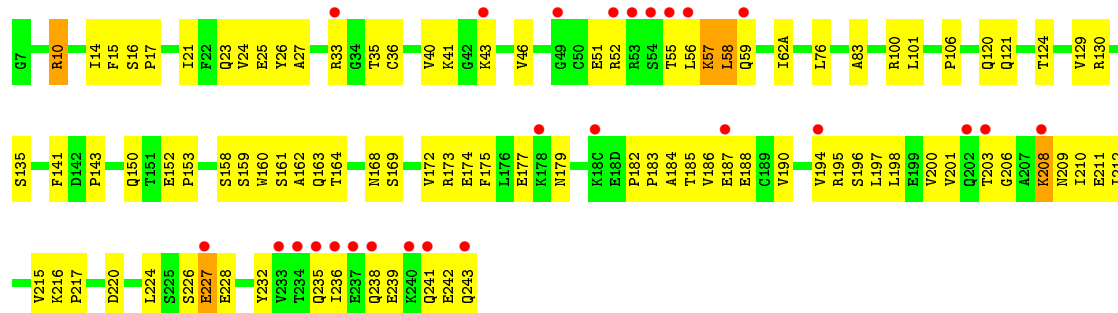 G7 R10 I14 F15 S16 P17 I21 F22 Q23 V24 E25 Y26 A27 R33 G34 T35 C36 V40 K41 G42 K43 V46 G49 C50 E51 R52 R53 S54 T55 L56 K57 L58 Q59 I62A L76 A83 R100 L101 P106 Q120 Q121 T124 V129 R130
S135 F141 D142 P143 Q150 T151 E152 P153 S158 S159 W160 S161 A162 Q163 T164 N168 S169 V172 R173 E174 F175 L176 E177 K178 N179 K18C E18D P182 P183 A184 T185 V186 E187 E188 C189 V190 V194 R195 S196 L197 L198 E199 V200 V201 Q202 T203 G206 A207 K208 N209 I210 E211 I212
V215 K216 P217 D220 L224 S225 S226 E227 E228 Y232 V233 T234 Q235 I236 E237 Q238 E239 K240 Q241 E242 Q243